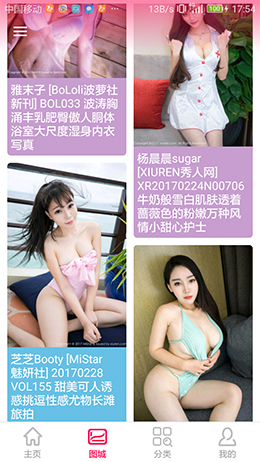 中国移动
13B/s
17:54
雅末子 [BoLoli波萝社
新刊] BOL033 波涛胸
涌丰乳肥臀傲人胴体
浴室大尺度湿身内衣
写真
杨晨晨sugar
[XIUREN秀人网]
XR20170224N00706
牛奶般雪白肌肤透着
蔷薇色的粉嫩万种风
情小甜心护士
芝芝Booty [MiStar
魅妍社] 20170228
VOL155 甜美可人诱
惑挑逗性感尤物长滩
旅拍
主页
图城
分类
我的